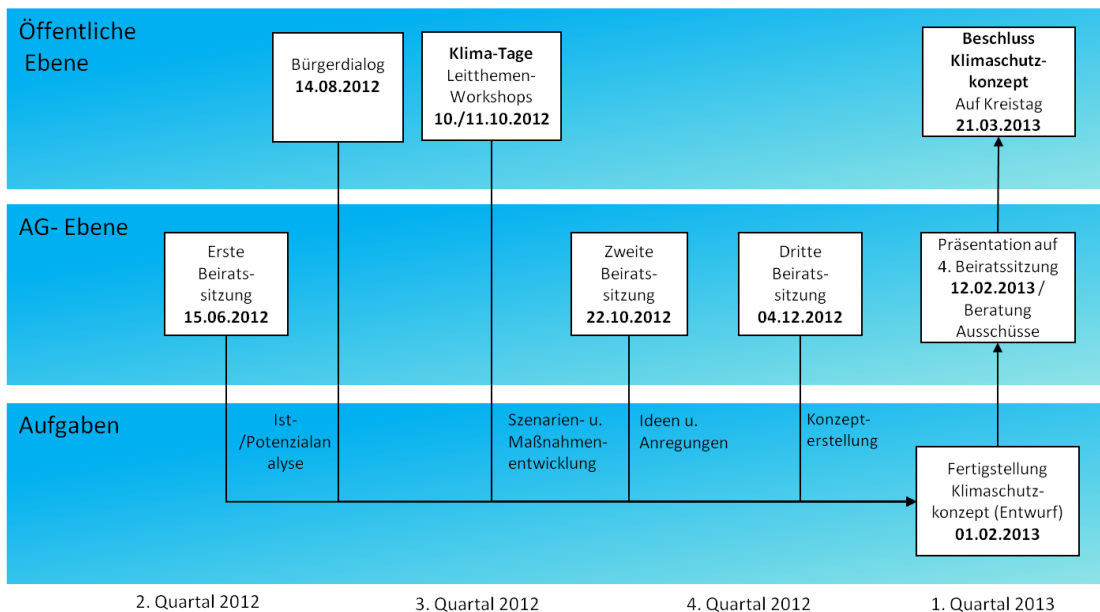 Öffentliche
Ebene
Bürgerdialog
14.08.2012
Klima-Tage
Leitthemen-
Workshops
10./11.10.2012
Beschluss
Klimaschutz-
konzept
Auf Kreistag
21.03.2013
AG- Ebene
Erste
Beirats-
sitzung
15.06.2012
Zweite
Beirats-
sitzung
22.10.2012
Dritte
Beirats-
sitzung
04.12.2012
Präsentation auf
4. Beiratssitzung
12.02.2013 /
Beratung
Ausschüsse
Aufgaben
Ist-
/Potenzialan
alyse
Szenarien- u.
Maßnahmen-
entwicklung
Ideen u.
Anregungen
Konzept-
erstellung
Fertigstellung
Klimaschutz-
konzept (Entwurf)
01.02.2013
2. Quartal 2012
3. Quartal 2012
4. Quartal 2012
1. Quartal 2013